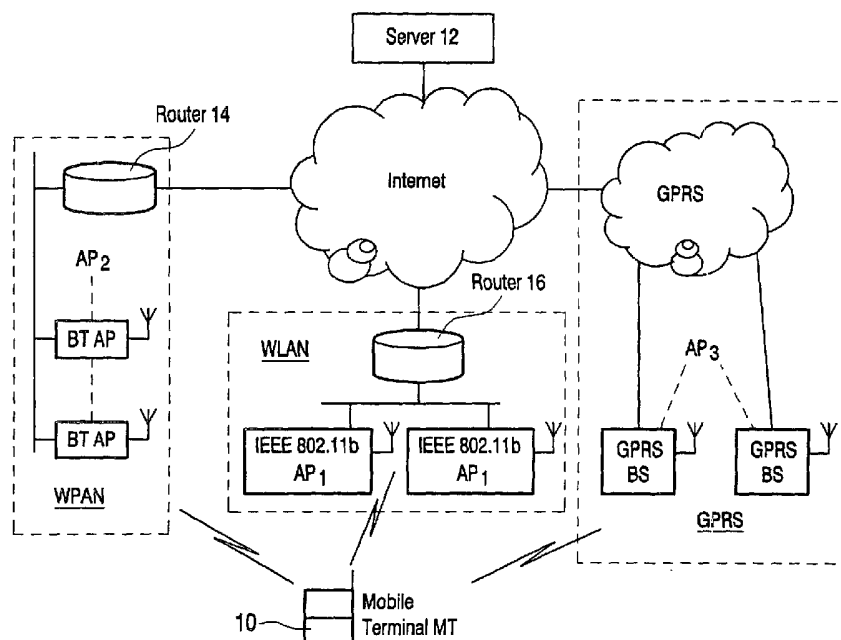 Server 12
Router 14
Internet
GPRS
AP2
Router 16
WLAN
BT AP
AP3
BT AP
IEEE 802.11b
AP1
IEEE 802.11b
AP1
GPRS
BS
GPRS
BS
WPAN
GPRS
Mobile
10
Terminal MT